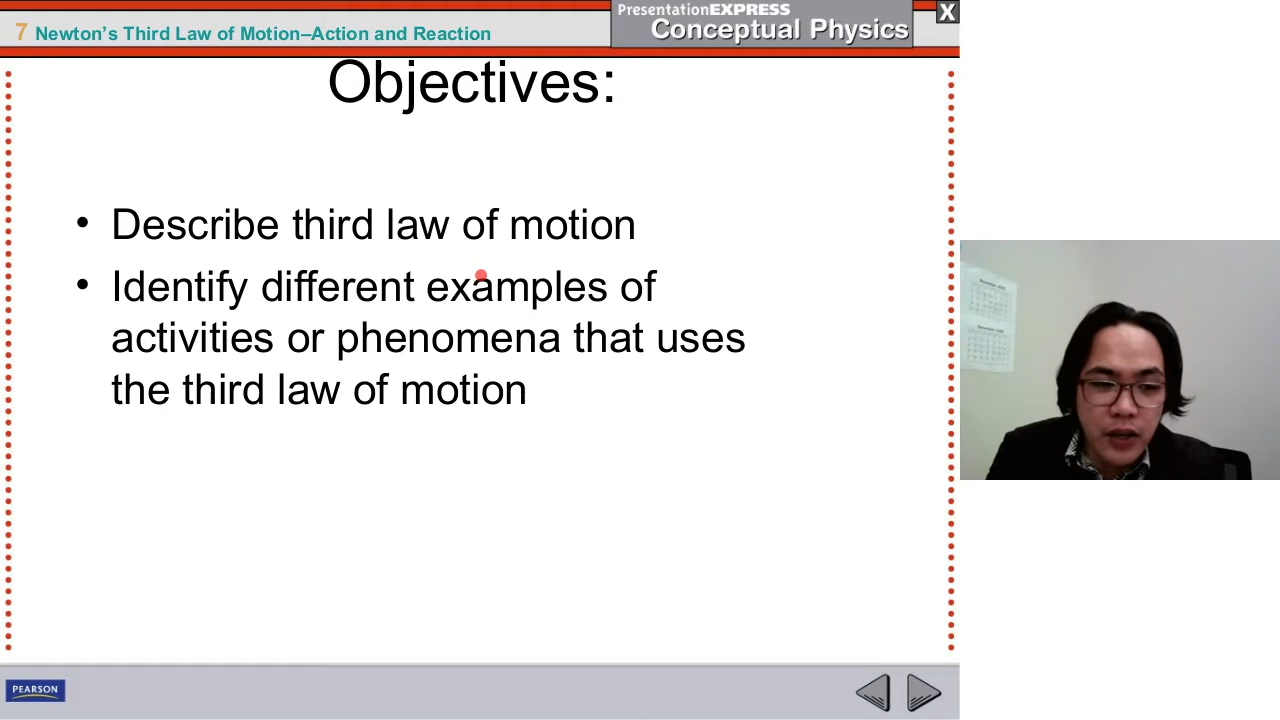 7 Newton's Third Law of Motion–Action and Reaction
PresentationEXPRESS
Conceptual Physics
X
Objectives:
• Describe third law of motion
• Identify different examples of
activities or phenomena that uses
the third law of motion
PEARSON